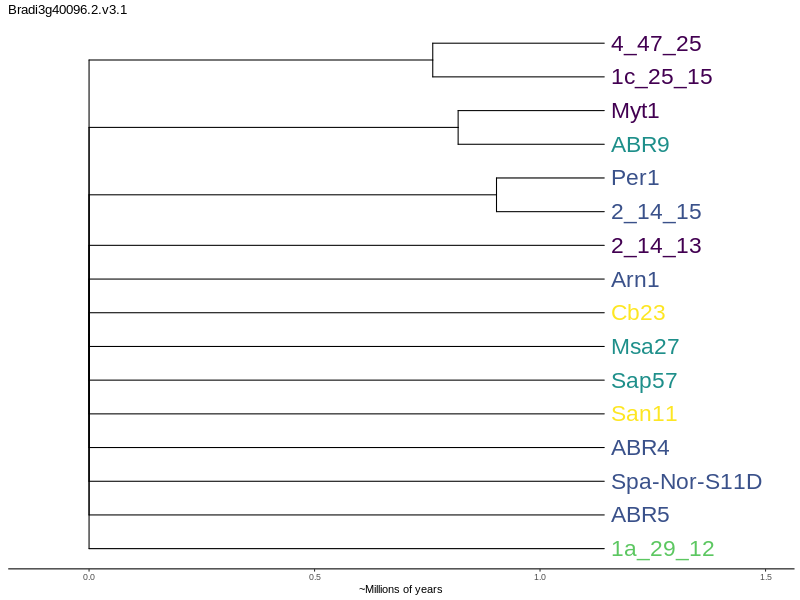 Bradi3g40096.2.v3.1
4_47_25
1c_25_15
Myt1
ABR9
Per1
2_14_15
2_14_13
Arn1
Cb23
Msa27
Sap57
San11
ABR4
Spa-Nor-S11D
ABR5
1a_29_12
0.0 0.5 1.0 1.5
~Millions of years